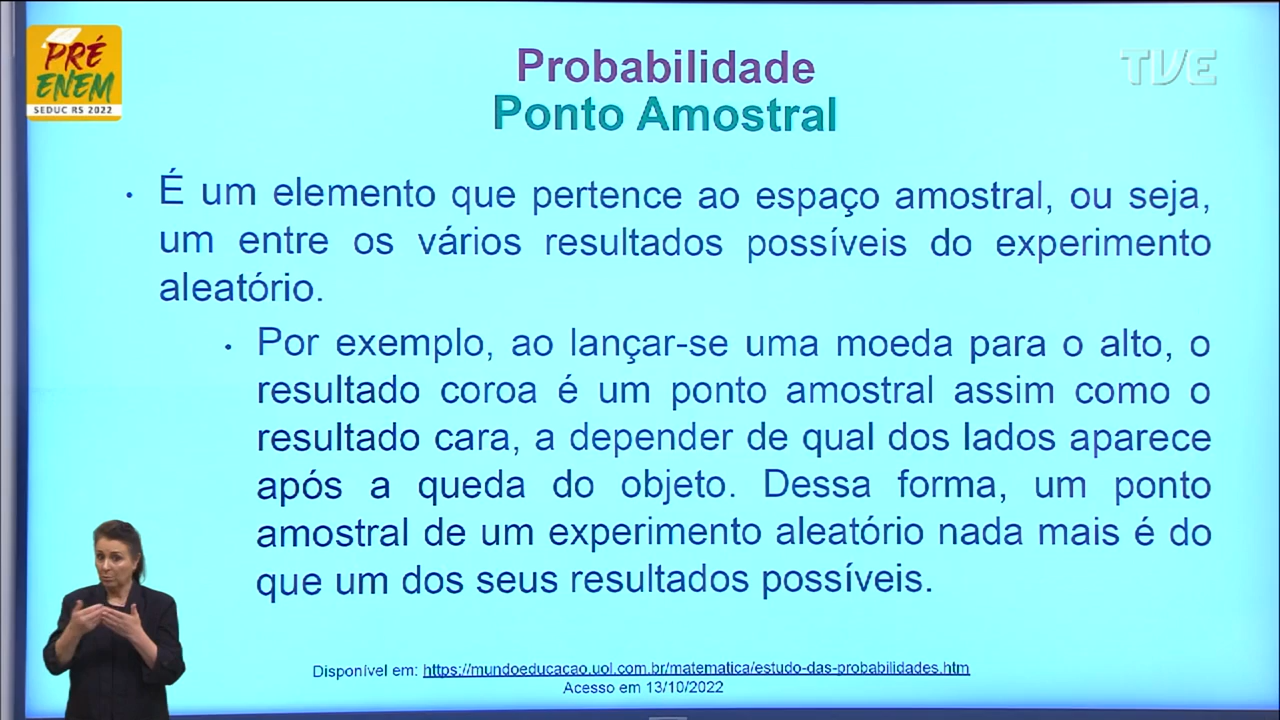 PRÉ
ENEM
SEDUC RS 2022
TVE
Probabilidade
Ponto Amostral
• É um elemento que pertence ao espaço amostral, ou seja,
um entre os vários resultados possíveis do experimento
aleatório.
• Por exemplo, ao lançar-se uma moeda para o alto, o
resultado coroa é um ponto amostral assim como o
resultado cara, a depender de qual dos lados aparece
após a queda do objeto. Dessa forma, um ponto
amostral de um experimento aleatório nada mais é do
que um dos seus resultados possíveis.
Disponível em: https://mundoeducacao.uol.com.br/matematica/estudo-das-probabilidades.htm
Acesso em 13/10/2022